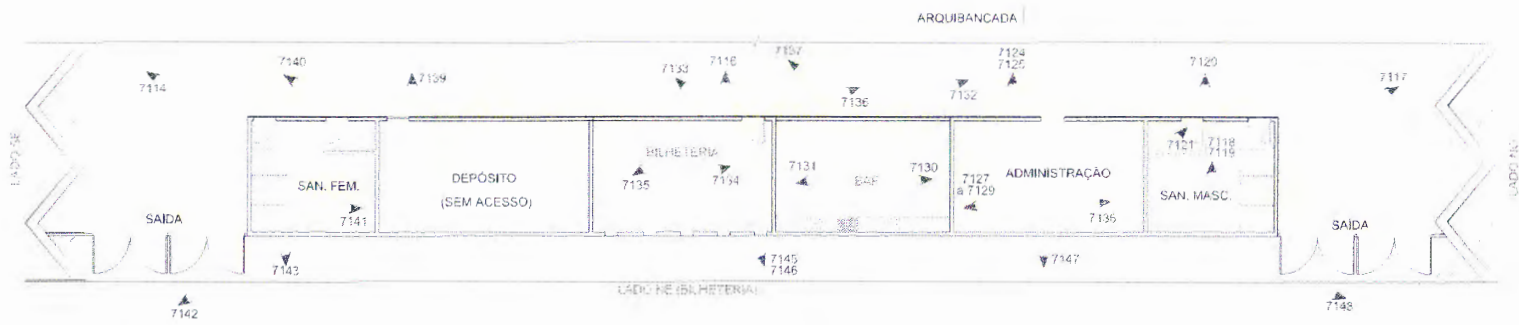 ARQUIBANCADA
7114
7140
7139
7133
7116
7137
7136
7132
7124
7125
7120
7117
LADO SE
SAN. FEM.
7141
DEPÓSITO
(SEM ACESSO)
BILHETERIA
7135
7134
7131
BAR
7130
7127
a 7129
ADMINISTRAÇÃO
7121
7118
7119
SAN. MASC.
LADO NO
SAÍDA
SAÍDA
7143
7145
7146
7147
LADO NE (BILHETERIA)
7142
7148